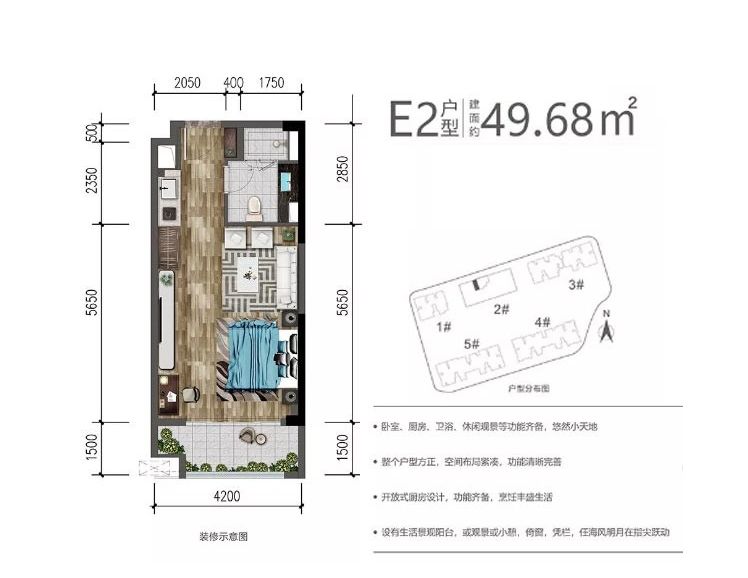 2050 400 1750
500
2350
5650
1500
2850
5650
1500
4200
装修示意图
E2户型 建面约49.68㎡
1#
2#
3#
4#
5#
N
户型分布图
• 卧室、厨房、卫浴、休闲观景等功能齐备，悠然小天地
• 整个户型方正，空间布局紧凑，功能清晰完善
• 开放式厨房设计，功能齐备，烹饪丰盛生活
• 设有生活景观阳台，或观景或小憩，倚窗，凭栏，任海风明月在指尖跃动